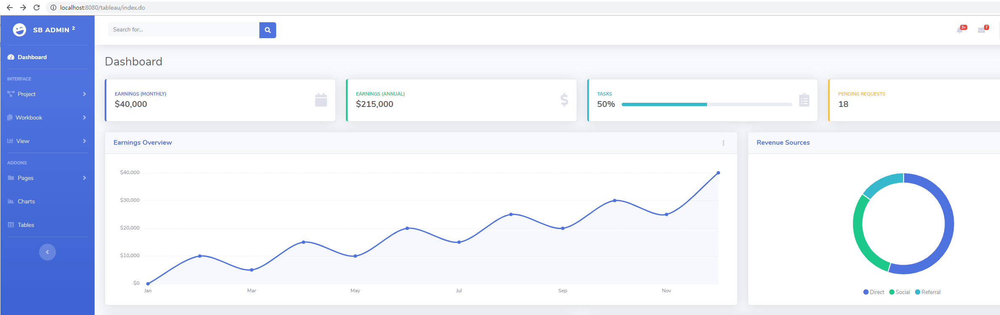 localhost:8080/tableau/index.do
SB ADMIN 2
Search for...
3+
7
Dashboard
INTERFACE
Project
Workbook
View
ADDONS
Pages
Charts
Tables
Dashboard
EARNINGS (MONTHLY)
$40,000
EARNINGS (ANNUAL)
$215,000
TASKS
50%
PENDING REQUESTS
18
Earnings Overview
$40,000
$30,000
$20,000
$10,000
$0
Jan Mar May Jul Sep Nov
Revenue Sources
Direct Social Referral